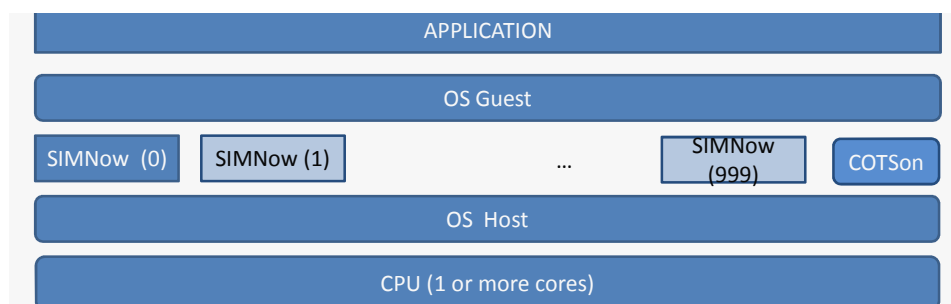 APPLICATION
OS Guest
SIMNow (0)
SIMNow (1)
...
SIMNow
(999)
COTSon
OS Host
CPU (1 or more cores)